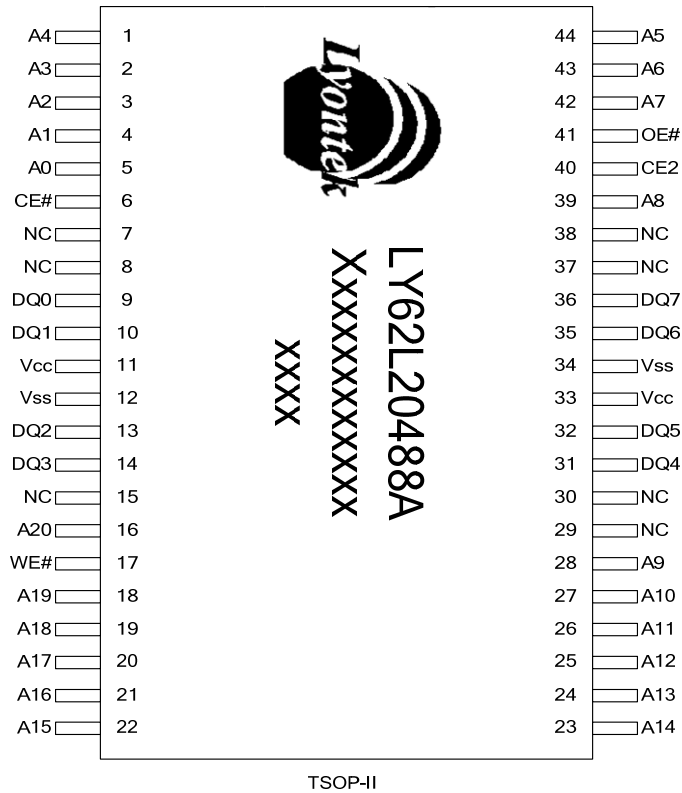 A4 1 44 A5
A3 2 43 A6
A2 3 42 A7
A1 4 41 OE#
A0 5 40 CE2
CE# 6 39 A8
NC 7 38 NC
NC 8 37 NC
DQ0 9 36 DQ7
DQ1 10 35 DQ6
Vcc 11 34 Vss
Vss 12 33 Vcc
DQ2 13 32 DQ5
DQ3 14 31 DQ4
NC 15 30 NC
A20 16 29 NC
WE# 17 28 A9
A19 18 27 A10
A18 19 26 A11
A17 20 25 A12
A16 21 24 A13
A15 22 23 A14
Lyontek
LY62L20488A
Xxxxxxxxxxxx
xxxx
TSOP-II